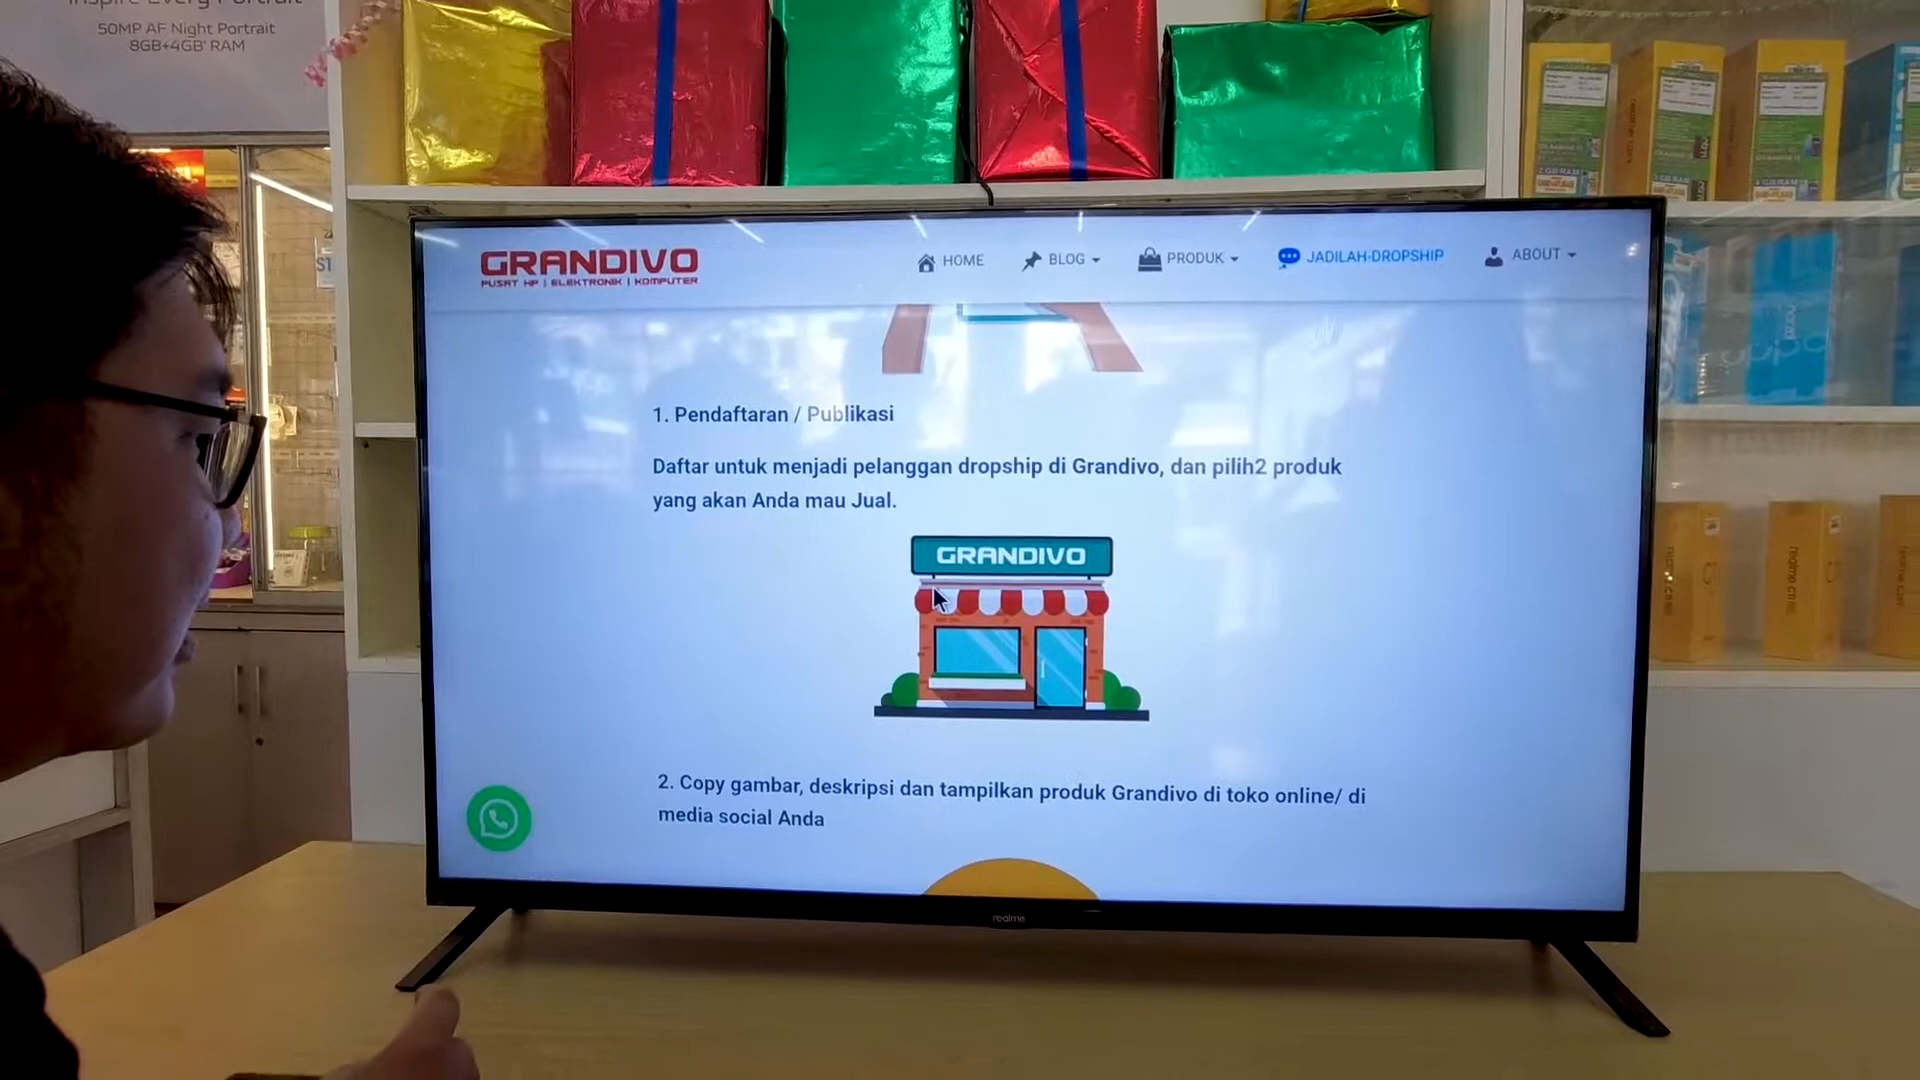 50MP AF Night Portrait
8GB+4GB* RAM
GRANDIVO
PUSAT HP | ELEKTRONIK | KOMPUTER
HOME
BLOG
PRODUK
JADILAH-DROPSHIP
ABOUT
1. Pendaftaran / Publikasi
Daftar untuk menjadi pelanggan dropship di Grandivo, dan pilih2 produk
yang akan Anda mau Jual.
GRANDIVO
2. Copy gambar, deskripsi dan tampilkan produk Grandivo di toko online/ di
media social Anda
realme